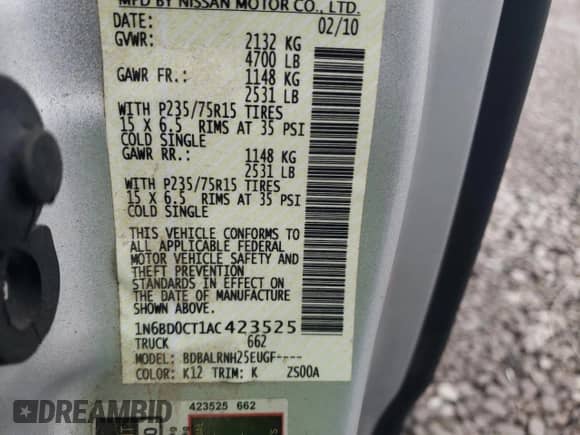 MFD BY NISSAN MOTOR CO., LTD.
DATE: 02/10
GVWR: 2132 KG
4700 LB
GAWR FR.: 1148 KG
2531 LB
WITH P235/75R15 TIRES
15 X 6.5 RIMS AT 35 PSI
COLD SINGLE
GAWR RR.: 1148 KG
2531 LB
WITH P235/75R15 TIRES
15 X 6.5 RIMS AT 35 PSI
COLD SINGLE
THIS VEHICLE CONFORMS TO
ALL APPLICABLE FEDERAL
MOTOR VEHICLE SAFETY AND
THEFT PREVENTION
STANDARDS IN EFFECT ON
THE DATE OF MANUFACTURE
SHOWN ABOVE.
1N6BD0CT1AC423525
TRUCK 662
MODEL: BDBALRNH25EUGF----
COLOR: K12 TRIM: K ZS00A
423525 662
FAXVIN.COM